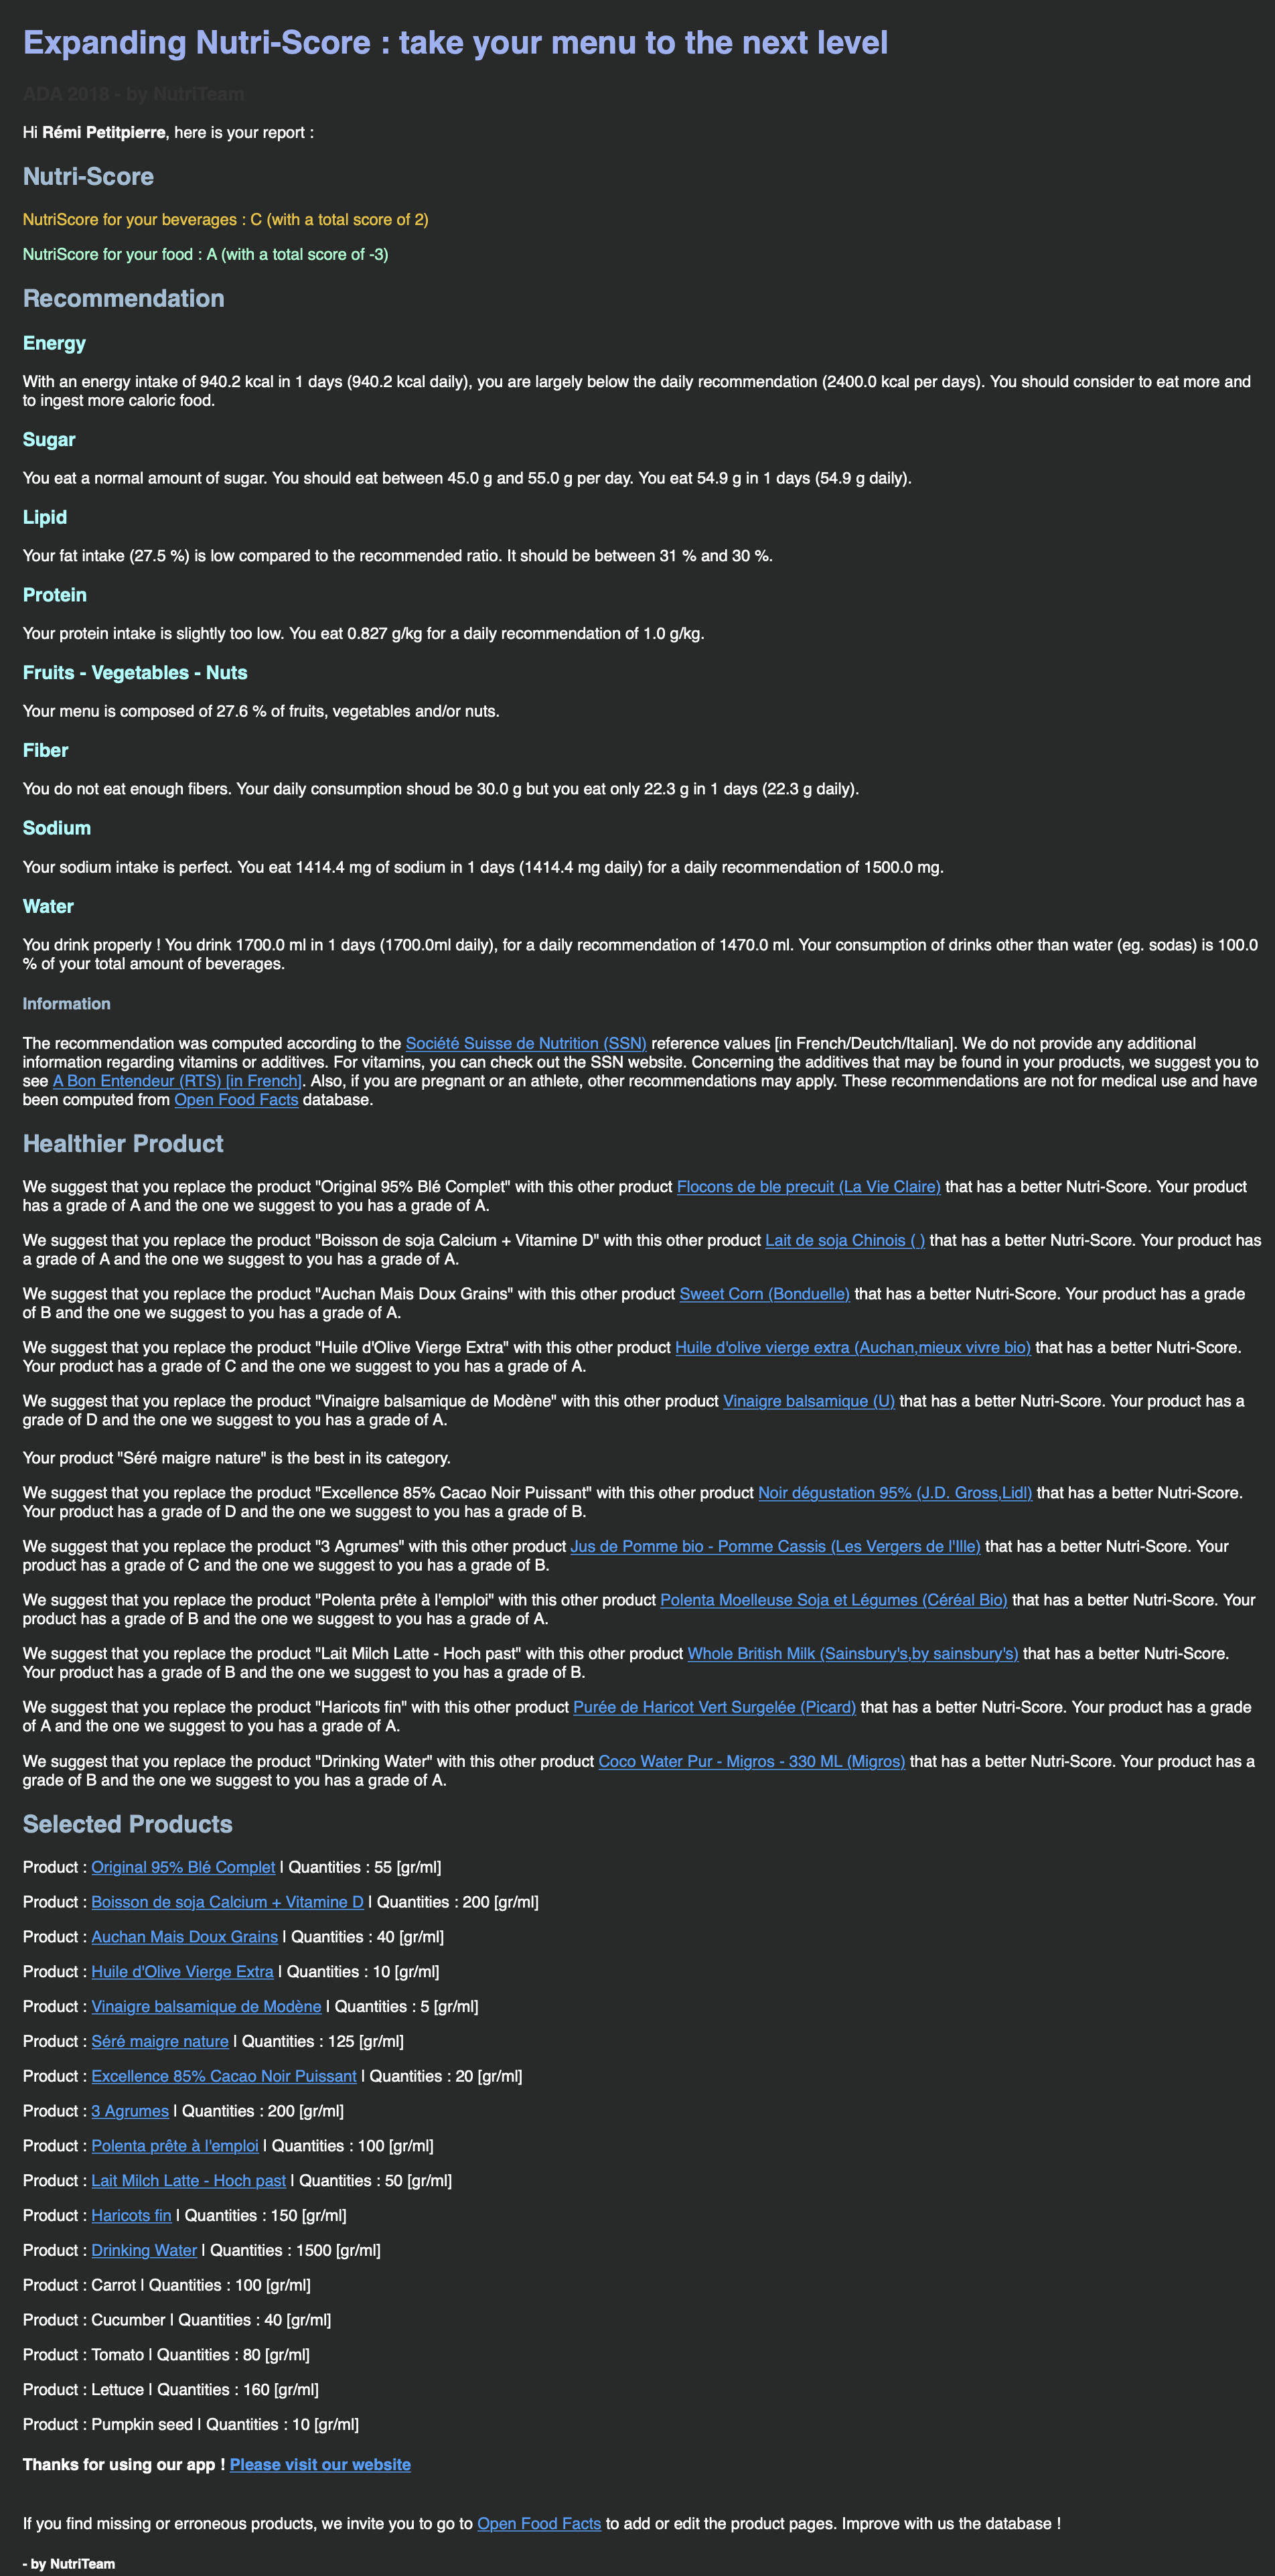 Expanding Nutri-Score : take your menu to the next level
ADA 2018 - by NutriTeam
Hi Rémi Petitpierre, here is your report :
Nutri-Score
NutriScore for your beverages : C (with a total score of 2)
NutriScore for your food : A (with a total score of -3)
Recommendation
Energy
With an energy intake of 940.2 kcal in 1 days (940.2 kcal daily), you are largely below the daily recommendation (2400.0 kcal per days). You should consider to eat more and
to ingest more caloric food.
Sugar
You eat a normal amount of sugar. You should eat between 45.0 g and 55.0 g per day. You eat 54.9 g in 1 days (54.9 g daily).
Lipid
Your fat intake (27.5 %) is low compared to the recommended ratio. It should be between 31 % and 30 %.
Protein
Your protein intake is slightly too low. You eat 0.827 g/kg for a daily recommendation of 1.0 g/kg.
Fruits - Vegetables - Nuts
Your menu is composed of 27.6 % of fruits, vegetables and/or nuts.
Fiber
You do not eat enough fibers. Your daily consumption shoud be 30.0 g but you eat only 22.3 g in 1 days (22.3 g daily).
Sodium
Your sodium intake is perfect. You eat 1414.4 mg of sodium in 1 days (1414.4 mg daily) for a daily recommendation of 1500.0 mg.
Water
You drink properly ! You drink 1700.0 ml in 1 days (1700.0ml daily), for a daily recommendation of 1470.0 ml. Your consumption of drinks other than water (eg. sodas) is 100.0
% of your total amount of beverages.
Information
The recommendation was computed according to the Société Suisse de Nutrition (SSN) reference values [in French/Deutch/Italian]. We do not provide any additional
information regarding vitamins or additives. For vitamins, you can check out the SSN website. Concerning the additives that may be found in your products, we suggest you to
see A Bon Entendeur (RTS) [in French]. Also, if you are pregnant or an athlete, other recommendations may apply. These recommendations are not for medical use and have
been computed from Open Food Facts database.
Healthier Product
We suggest that you replace the product "Original 95% Blé Complet" with this other product Flocons de ble precuit (La Vie Claire) that has a better Nutri-Score. Your product
has a grade of A and the one we suggest to you has a grade of A.
We suggest that you replace the product "Boisson de soja Calcium + Vitamine D" with this other product Lait de soja Chinois ( ) that has a better Nutri-Score. Your product has
a grade of A and the one we suggest to you has a grade of A.
We suggest that you replace the product "Auchan Mais Doux Grains" with this other product Sweet Corn (Bonduelle) that has a better Nutri-Score. Your product has a grade
of B and the one we suggest to you has a grade of A.
We suggest that you replace the product "Huile d'Olive Vierge Extra" with this other product Huile d'olive vierge extra (Auchan,mieux vivre bio) that has a better Nutri-Score.
Your product has a grade of C and the one we suggest to you has a grade of A.
We suggest that you replace the product "Vinaigre balsamique de Modène" with this other product Vinaigre balsamique (U) that has a better Nutri-Score. Your product has a
grade of D and the one we suggest to you has a grade of A.
Your product "Séré maigre nature" is the best in its category.
We suggest that you replace the product "Excellence 85% Cacao Noir Puissant" with this other product Noir dégustation 95% (J.D. Gross,Lidl) that has a better Nutri-Score.
Your product has a grade of D and the one we suggest to you has a grade of B.
We suggest that you replace the product "3 Agrumes" with this other product Jus de Pomme bio - Pomme Cassis (Les Vergers de l'Ille) that has a better Nutri-Score. Your
product has a grade of C and the one we suggest to you has a grade of B.
We suggest that you replace the product "Polenta prête à l'emploi" with this other product Polenta Moelleuse Soja et Légumes (Céréal Bio) that has a better Nutri-Score. Your
product has a grade of B and the one we suggest to you has a grade of A.
We suggest that you replace the product "Lait Milch Latte - Hoch past" with this other product Whole British Milk (Sainsbury's,by sainsbury's) that has a better Nutri-Score.
Your product has a grade of B and the one we suggest to you has a grade of B.
We suggest that you replace the product "Haricots fin" with this other product Purée de Haricot Vert Surgelée (Picard) that has a better Nutri-Score. Your product has a grade
of A and the one we suggest to you has a grade of A.
We suggest that you replace the product "Drinking Water" with this other product Coco Water Pur - Migros - 330 ML (Migros) that has a better Nutri-Score. Your product has a
grade of B and the one we suggest to you has a grade of A.
Selected Products
Product : Original 95% Blé Complet | Quantities : 55 [gr/ml]
Product : Boisson de soja Calcium + Vitamine D | Quantities : 200 [gr/ml]
Product : Auchan Mais Doux Grains | Quantities : 40 [gr/ml]
Product : Huile d'Olive Vierge Extra | Quantities : 10 [gr/ml]
Product : Vinaigre balsamique de Modène | Quantities : 5 [gr/ml]
Product : Séré maigre nature | Quantities : 125 [gr/ml]
Product : Excellence 85% Cacao Noir Puissant | Quantities : 20 [gr/ml]
Product : 3 Agrumes | Quantities : 200 [gr/ml]
Product : Polenta prête à l'emploi | Quantities : 100 [gr/ml]
Product : Lait Milch Latte - Hoch past | Quantities : 50 [gr/ml]
Product : Haricots fin | Quantities : 150 [gr/ml]
Product : Drinking Water | Quantities : 1500 [gr/ml]
Product : Carrot | Quantities : 100 [gr/ml]
Product : Cucumber | Quantities : 40 [gr/ml]
Product : Tomato | Quantities : 80 [gr/ml]
Product : Lettuce | Quantities : 160 [gr/ml]
Product : Pumpkin seed | Quantities : 10 [gr/ml]
Thanks for using our app ! Please visit our website
If you find missing or erroneous products, we invite you to go to Open Food Facts to add or edit the product pages. Improve with us the database !
- by NutriTeam